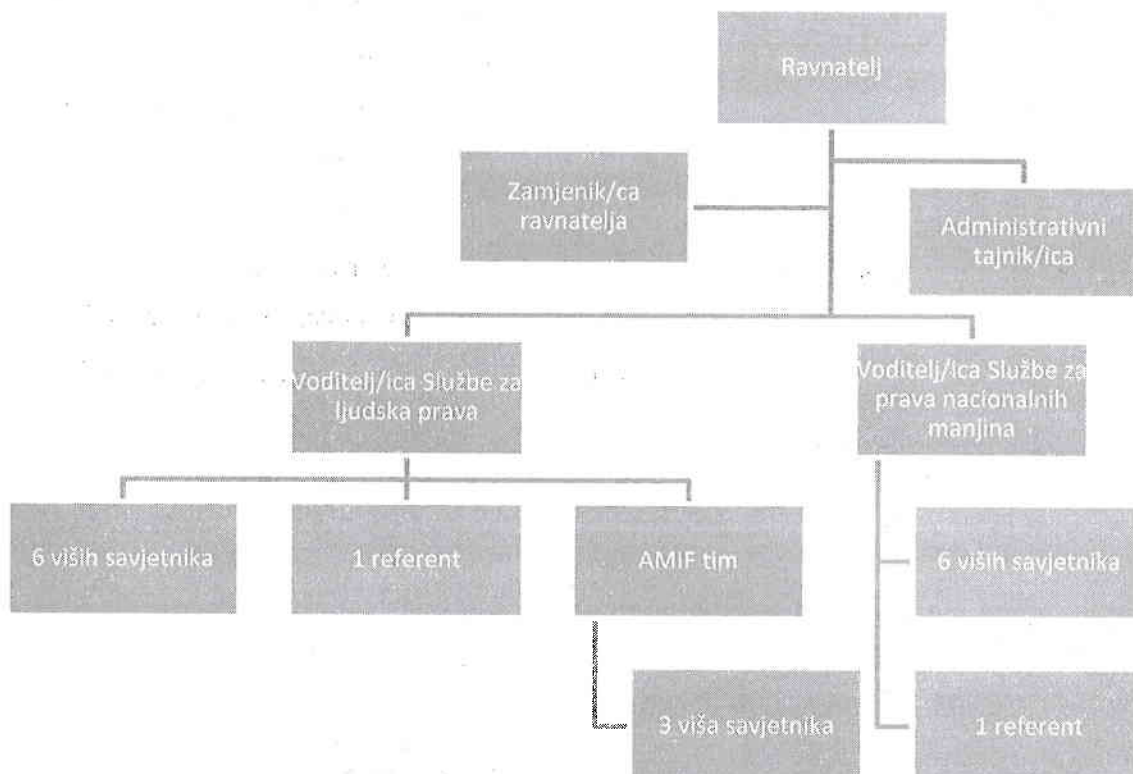 Ravnatelj
Zamjenik/ca
ravnatelja
Administrativni
tajnik/ica
Voditelj/ica Službe za
ljudska prava
Voditelj/ica Službe za
prava nacionalnih
manjina
6 viših savjetnika
1 referent
AMIF tim
6 viših savjetnika
3 viša savjetnika
1 referent